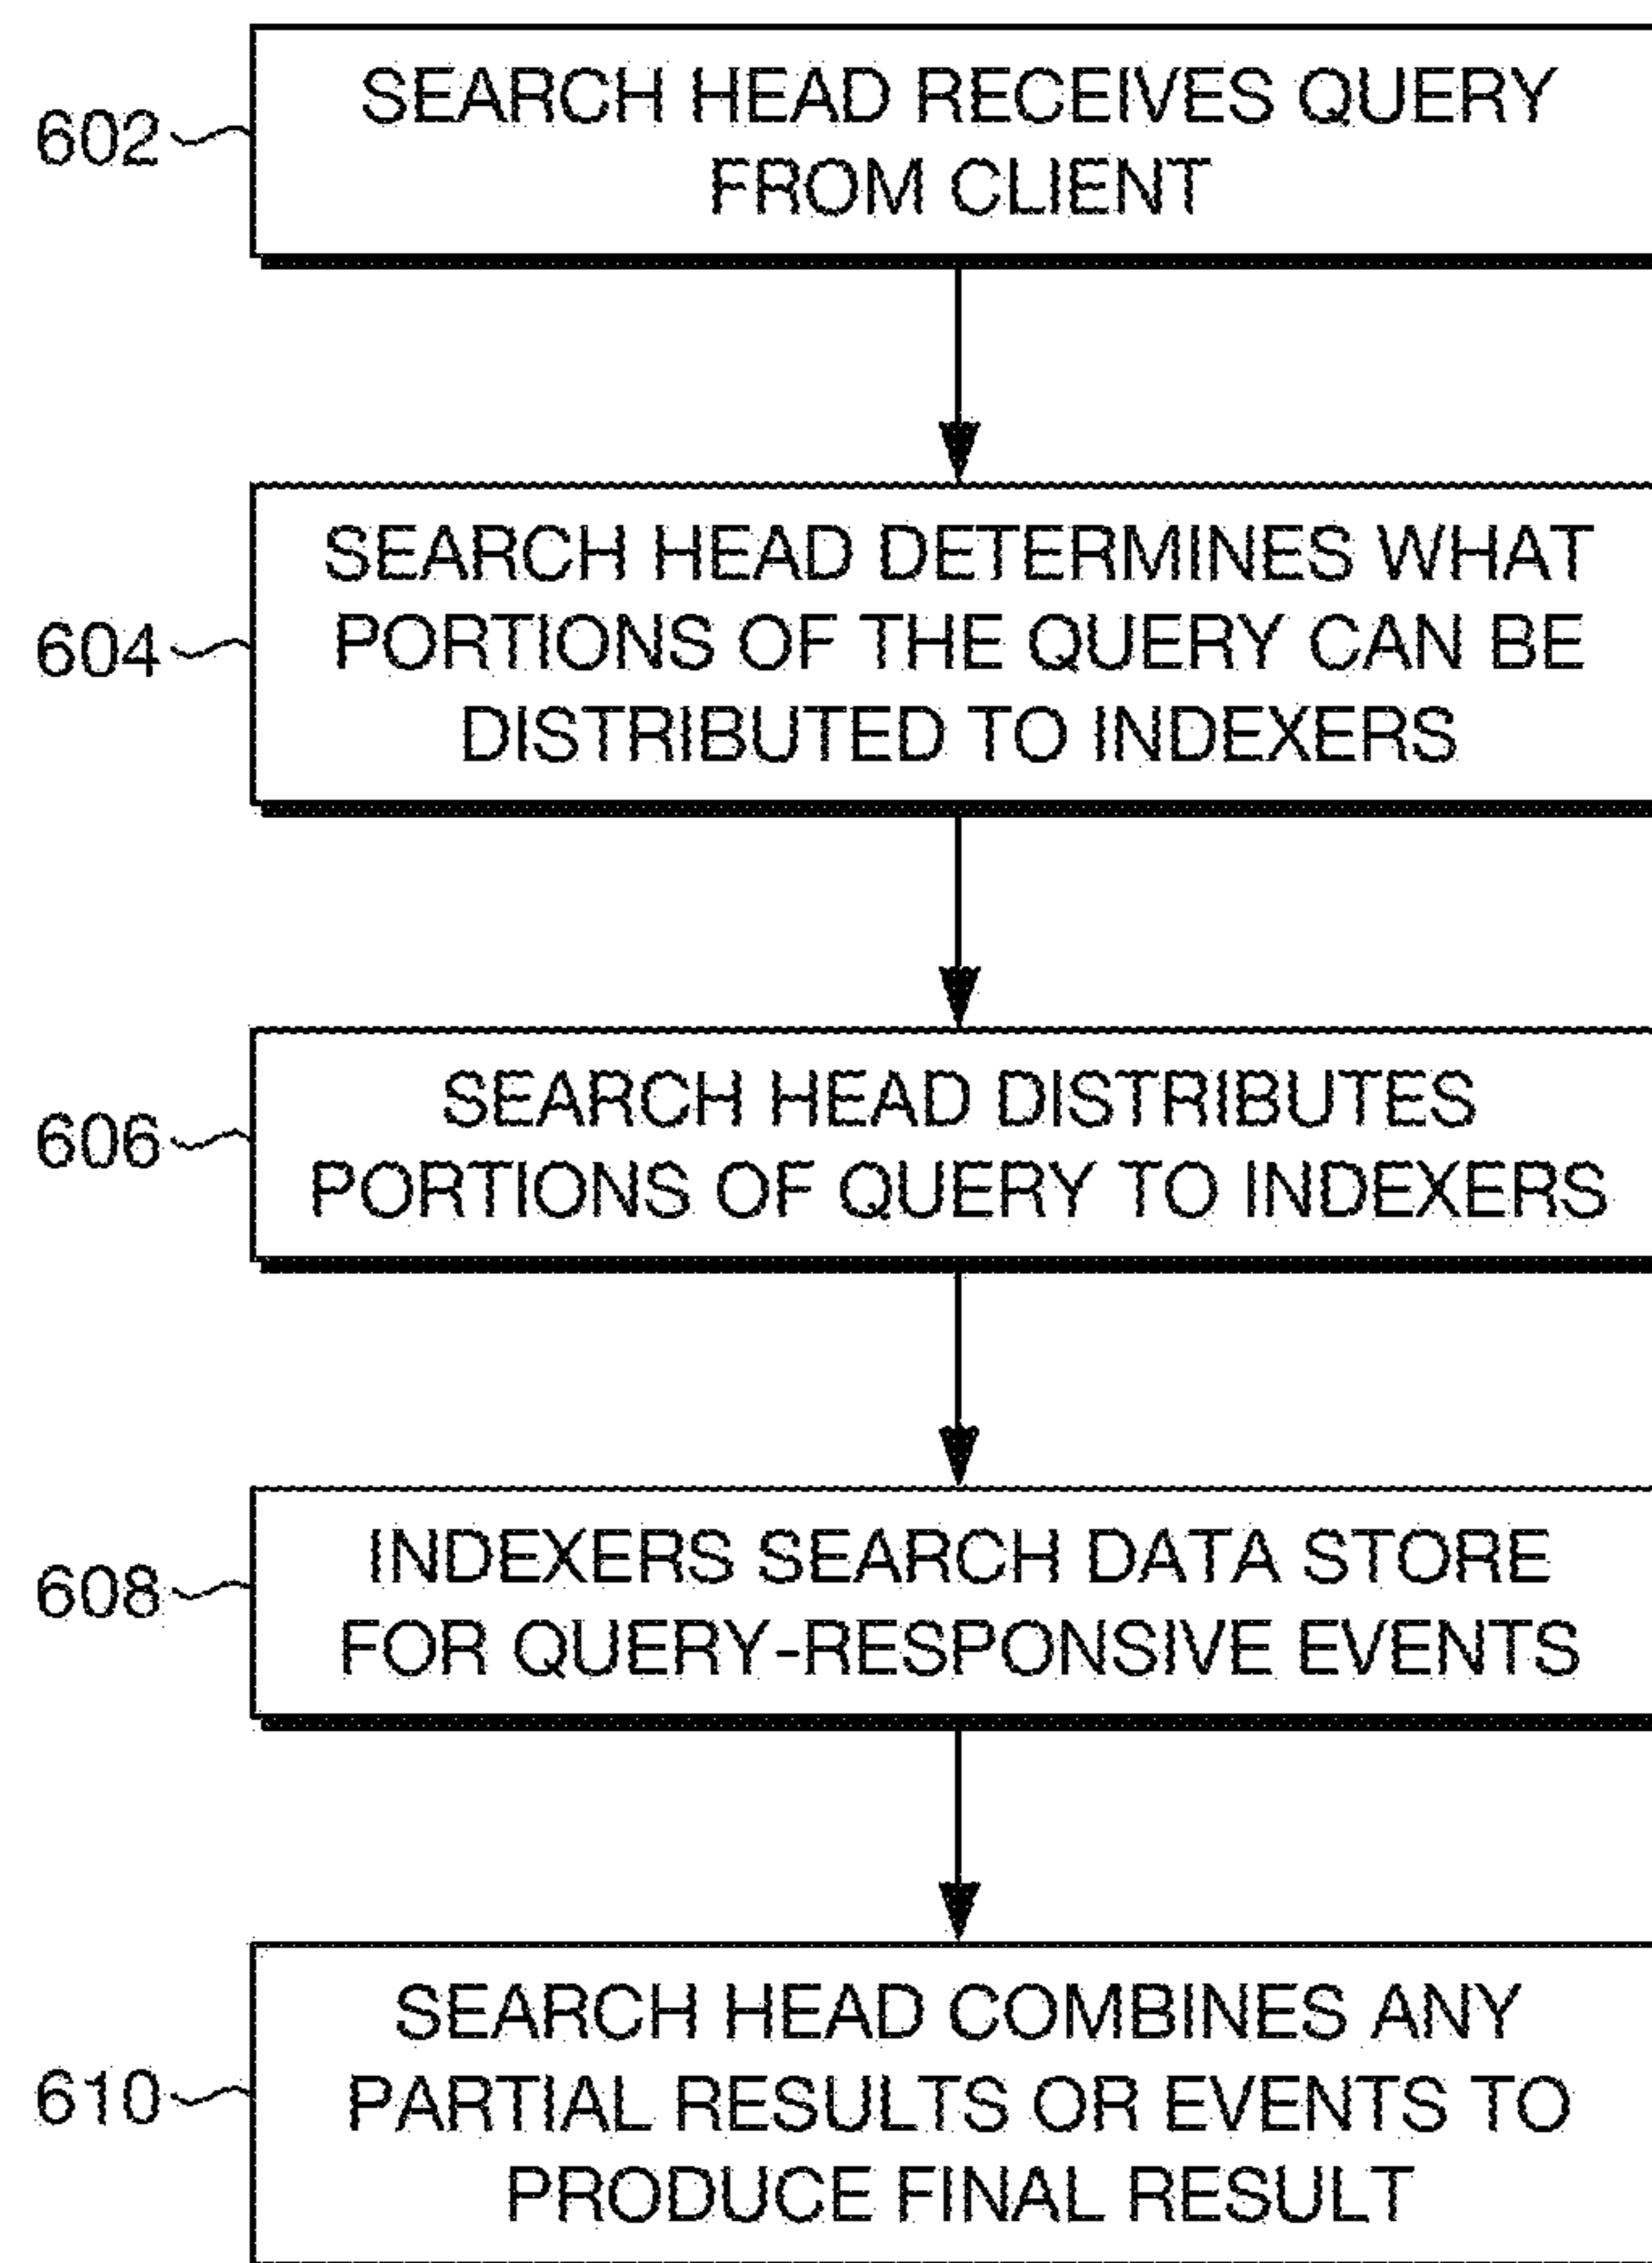 SEARCH HEAD RECEIVES QUERY
FROM CLIENT
602
SEARCH HEAD DETERMINES WHAT
PORTIONS OF THE QUERY CAN BE
DISTRIBUTED TO INDEXERS
604
SEARCH HEAD DISTRIBUTES
PORTIONS OF QUERY TO INDEXERS
606
INDEXERS SEARCH DATA STORE
FOR QUERY-RESPONSIVE EVENTS
608
SEARCH HEAD COMBINES ANY
PARTIAL RESULTS OR EVENTS TO
PRODUCE FINAL RESULT
610